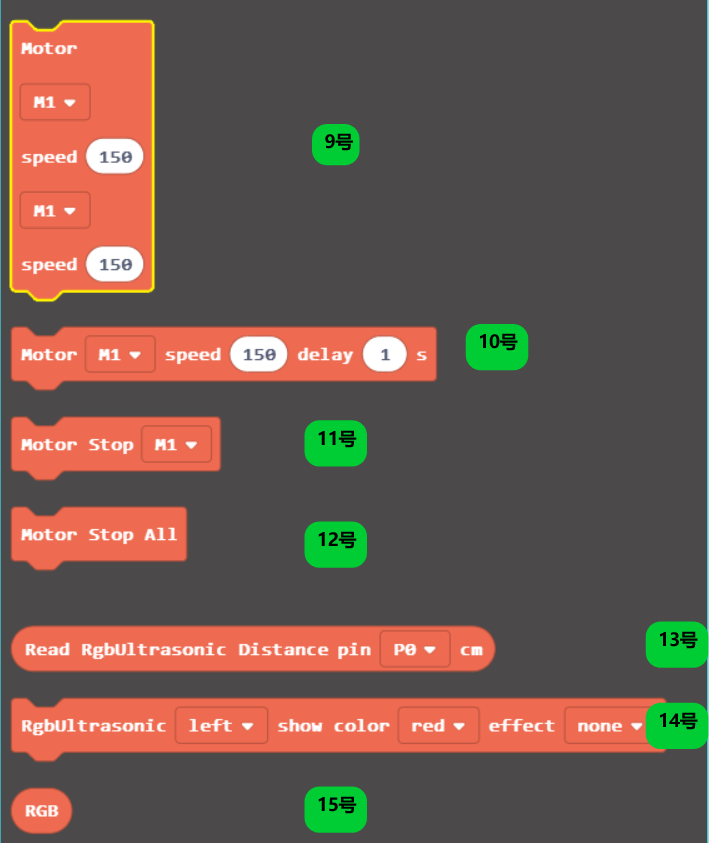 Motor
M1
speed 150
9号
M1
speed 150
Motor M1 speed 150 delay 1 s
10号
Motor Stop M1
11号
Motor Stop All
12号
Read RgbUltrasonic Distance pin P0 cm
13号
RgbUltrasonic left show color red effect none
14号
RGB
15号